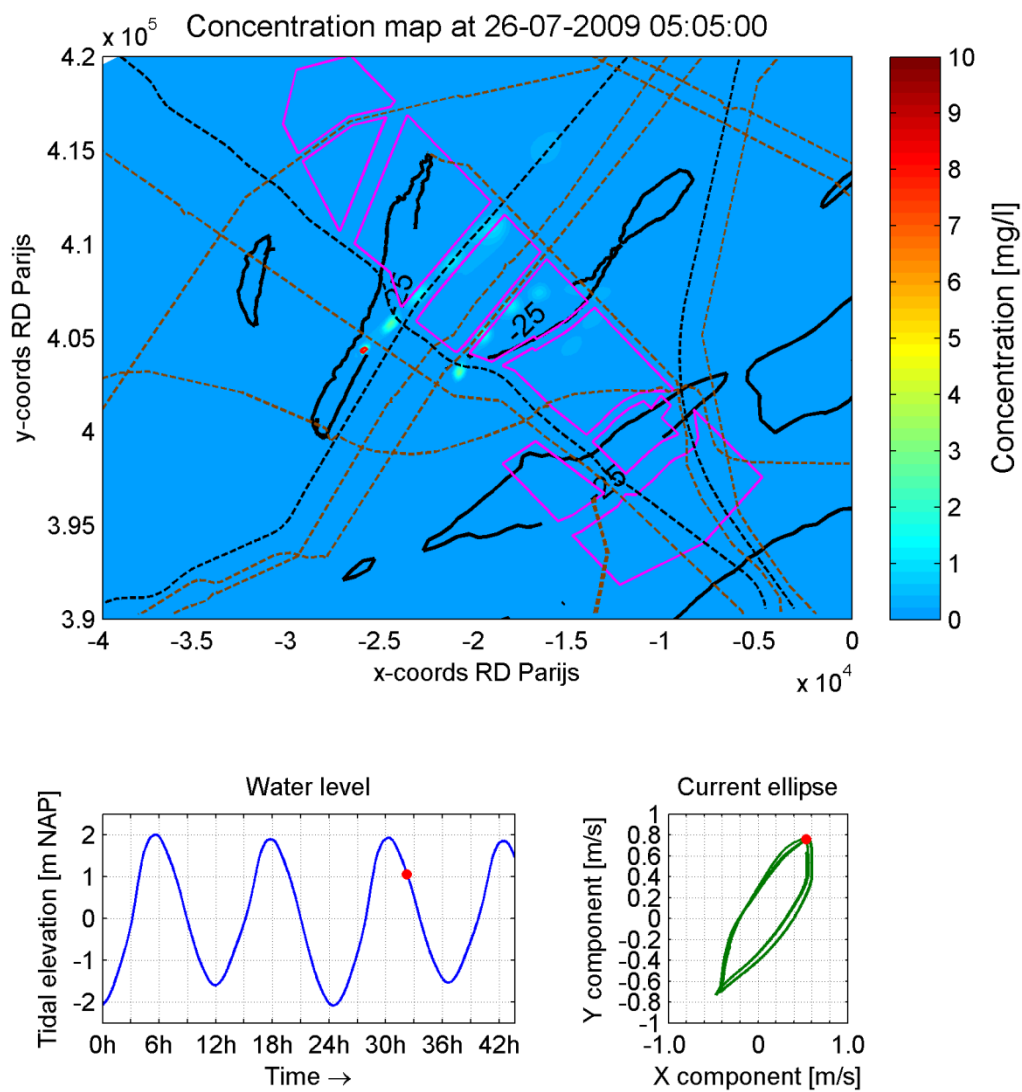 x 10^5
Concentration map at 26-07-2009 05:05:00
4.2
4.15
4.1
4.05
4
3.95
3.9
y-coords RD Parijs
-25
-25
-25
-4 -3.5 -3 -2.5 -2 -1.5 -1 -0.5 0
x-coords RD Parijs
x 10^4
10
9
8
7
6
5
4
3
2
1
0
Concentration [mg/l]
Water level
Tidal elevation [m NAP]
2
1
0
-1
-2
0h 6h 12h 18h 24h 30h 36h 42h
Time →
Current ellipse
Y component [m/s]
1
0.8
0.6
0.4
0.2
0
-0.2
-0.4
-0.6
-0.8
-1
-1.0 0 1.0
X component [m/s]